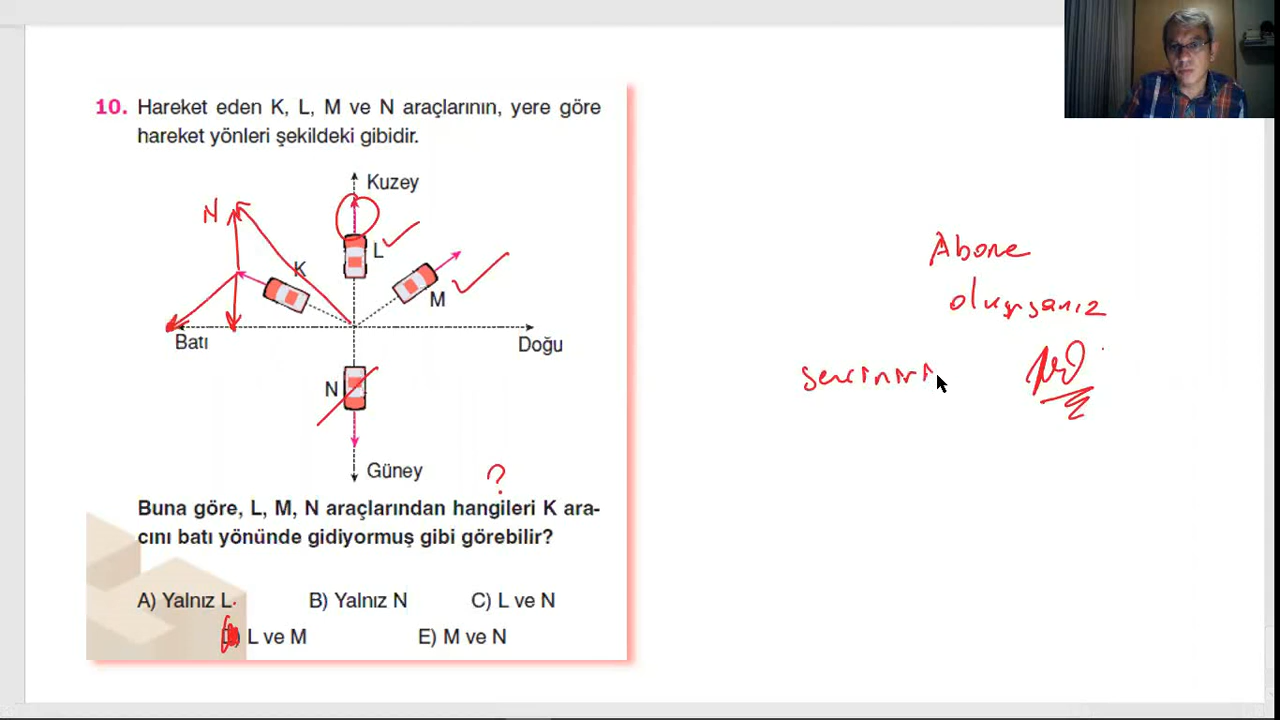 10. Hareket eden K, L, M ve N araçlarının, yere göre
hareket yönleri şekildeki gibidir.
Kuzey
N
L
K
M
Batı
Doğu
N
Güney
?
Buna göre, L, M, N araçlarından hangileri K ara-
cını batı yönünde gidiyormuş gibi görebilir?
A) Yalnız L
B) Yalnız N
C) L ve N
D) L ve M
E) M ve N
Abone